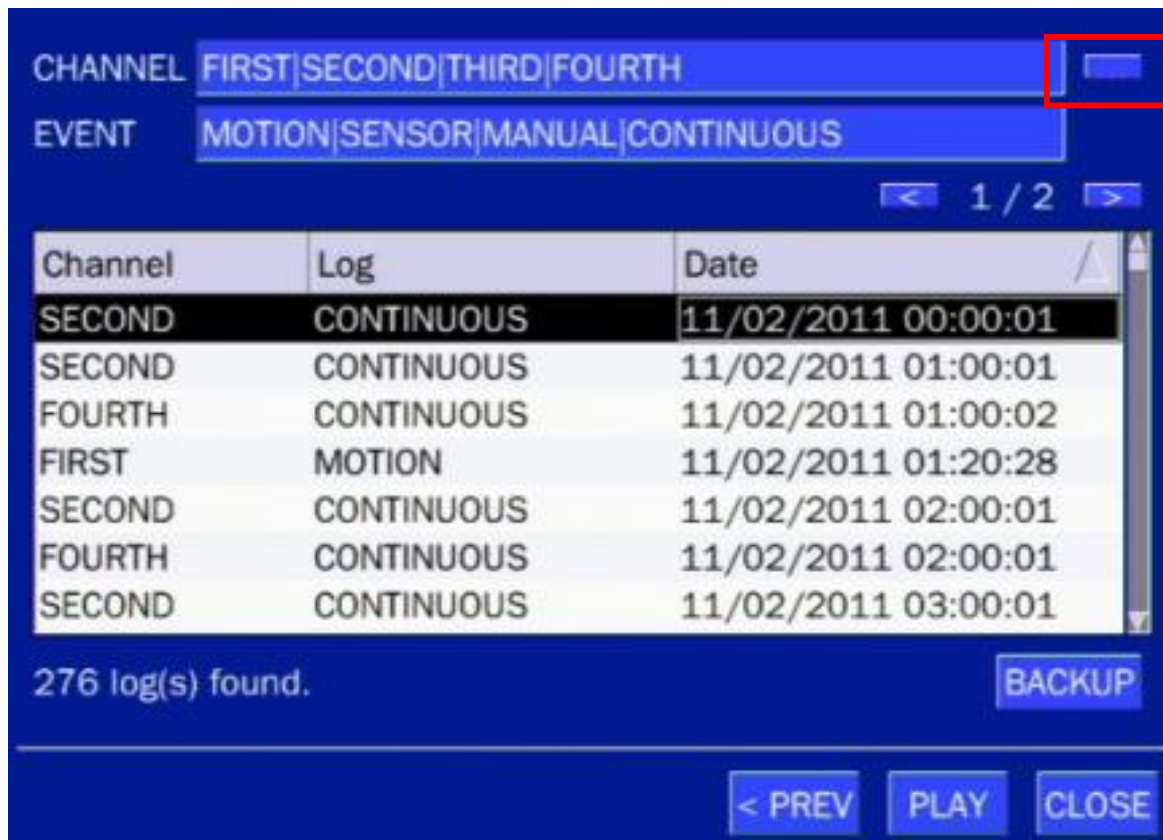 CHANNEL FIRST|SECOND|THIRD|FOURTH
EVENT MOTION|SENSOR|MANUAL|CONTINUOUS
< 1 / 2 >
Channel Log Date
SECOND CONTINUOUS 11/02/2011 00:00:01
SECOND CONTINUOUS 11/02/2011 01:00:01
FOURTH CONTINUOUS 11/02/2011 01:00:02
FIRST MOTION 11/02/2011 01:20:28
SECOND CONTINUOUS 11/02/2011 02:00:01
FOURTH CONTINUOUS 11/02/2011 02:00:01
SECOND CONTINUOUS 11/02/2011 03:00:01
276 log(s) found. BACKUP
< PREV PLAY CLOSE